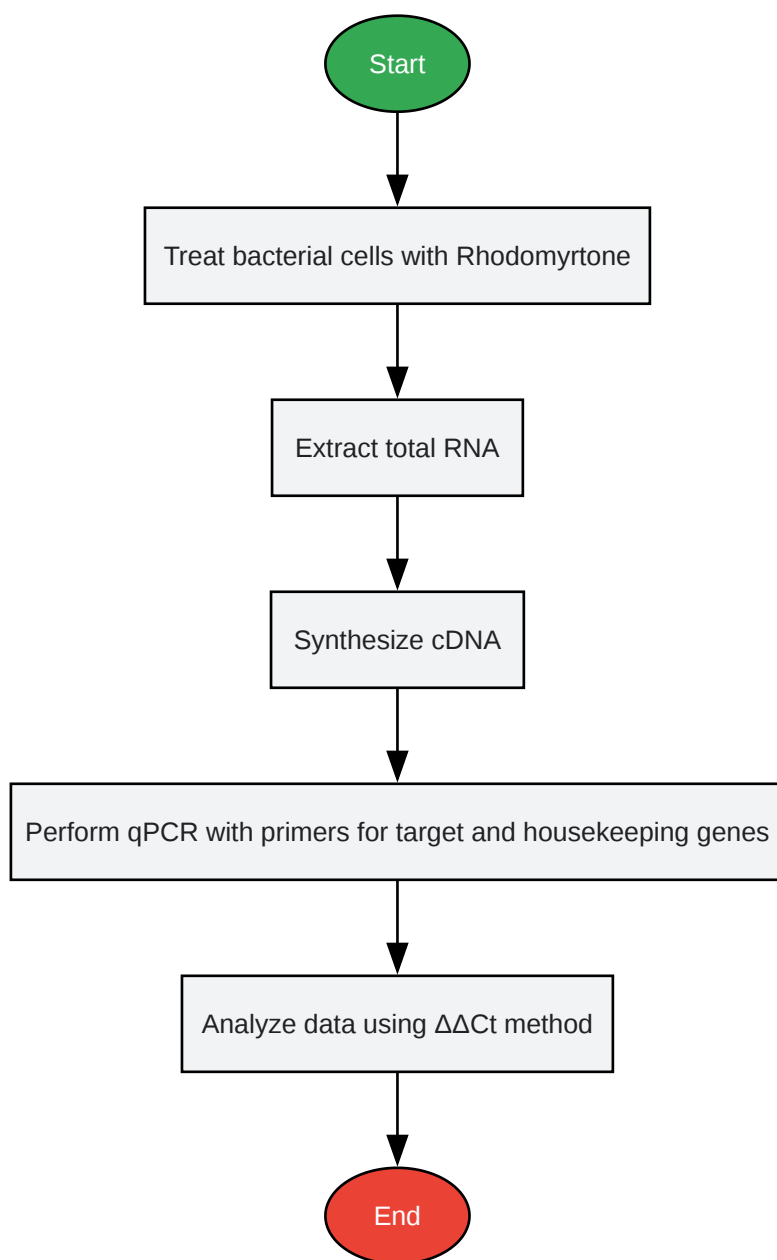 Start
Treat bacterial cells with Rhodomyrtone
Extract total RNA
Synthesize cDNA
Perform qPCR with primers for target and housekeeping genes
Analyze data using ΔΔCt method
End